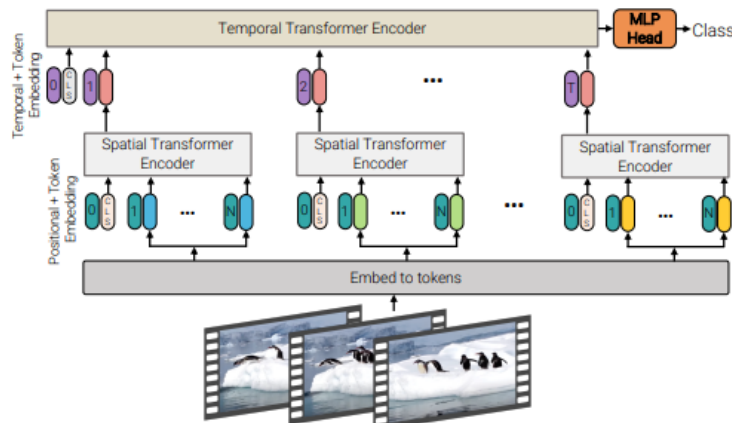 Temporal Transformer Encoder
MLP
Head
Class
Temporal + Token
Embedding
0
CLS
1
2
...
T
Spatial Transformer
Encoder
Spatial Transformer
Encoder
Spatial Transformer
Encoder
Positional + Token
Embedding
0
CLS
1
...
N
0
CLS
1
...
N
...
0
CLS
1
...
N
Embed to tokens